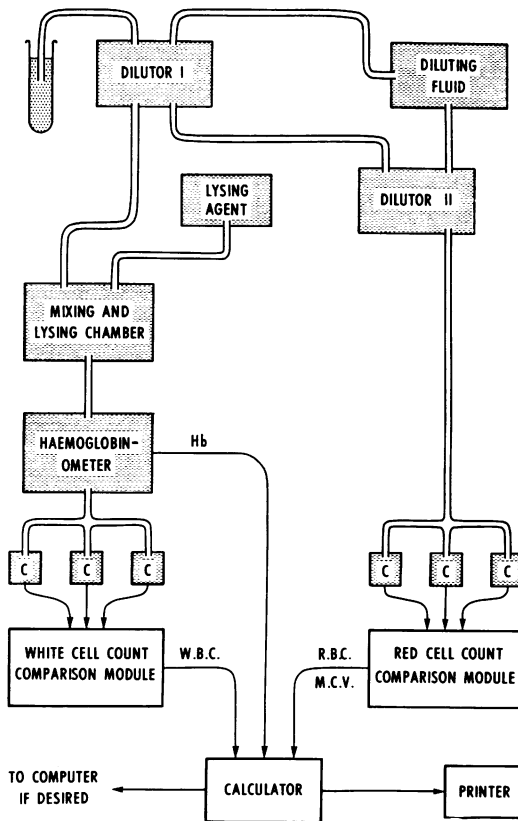 DILUTOR I
DILUTING
FLUID
LYSING
AGENT
DILUTOR II
MIXING AND
LYSING CHAMBER
HAEMOGLOBIN-
OMETER
Hb
C
C
C
C
C
C
WHITE CELL COUNT
COMPARISON MODULE
W.B.C.
R.B.C.
M.C.V.
RED CELL COUNT
COMPARISON MODULE
TO COMPUTER
IF DESIRED
CALCULATOR
PRINTER